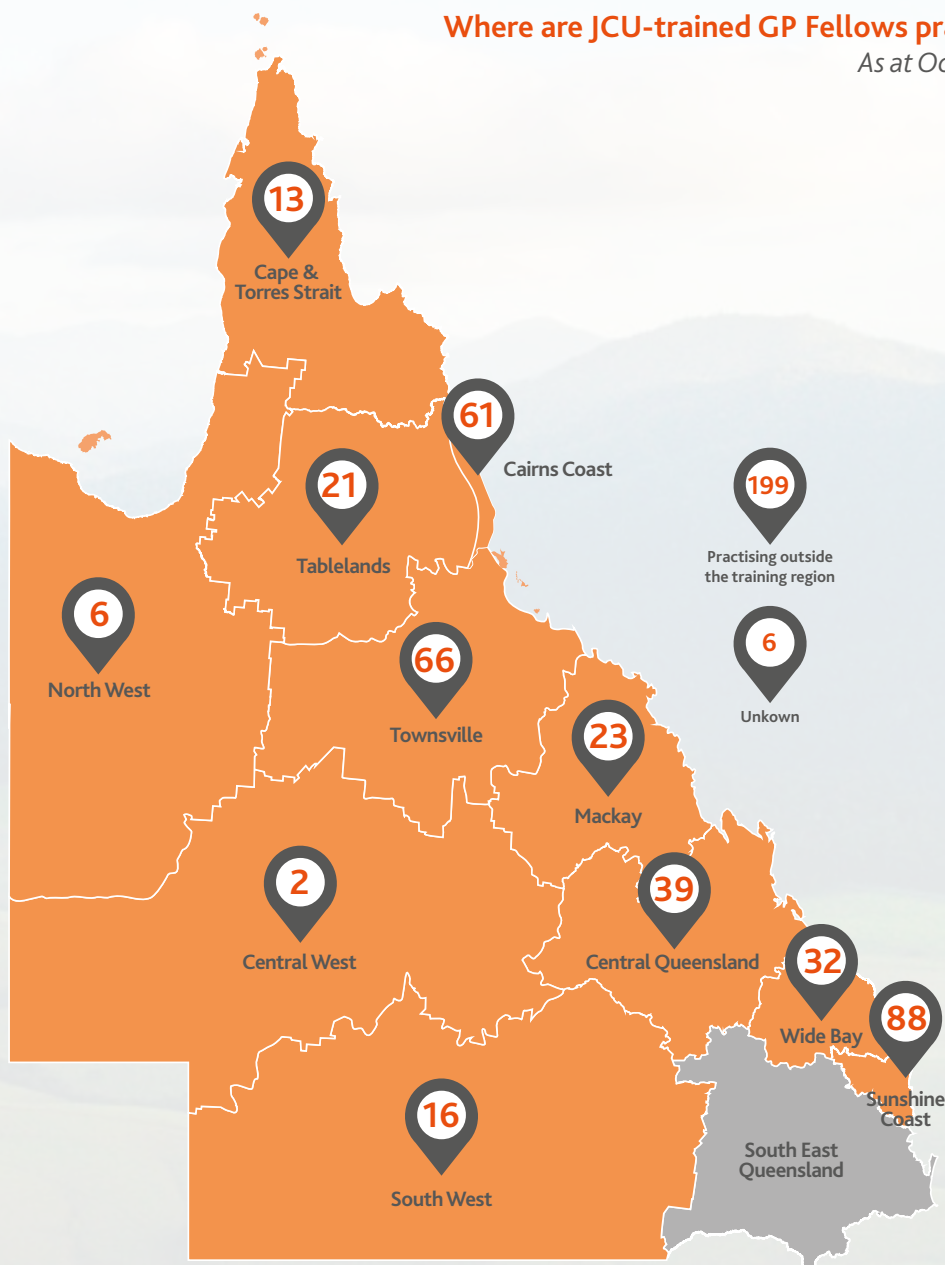 Where are JCU-trained GP Fellows
As at
13
Cape &
Torres Strait
61
Cairns Coast
21
Tablelands
199
Practising outside
the training region
6
North West
6
Unkown
66
Townsville
23
Mackay
2
Central West
39
Central Queensland
32
Wide Bay
88
Sunshine
Coast
16
South West
South East
Queensland